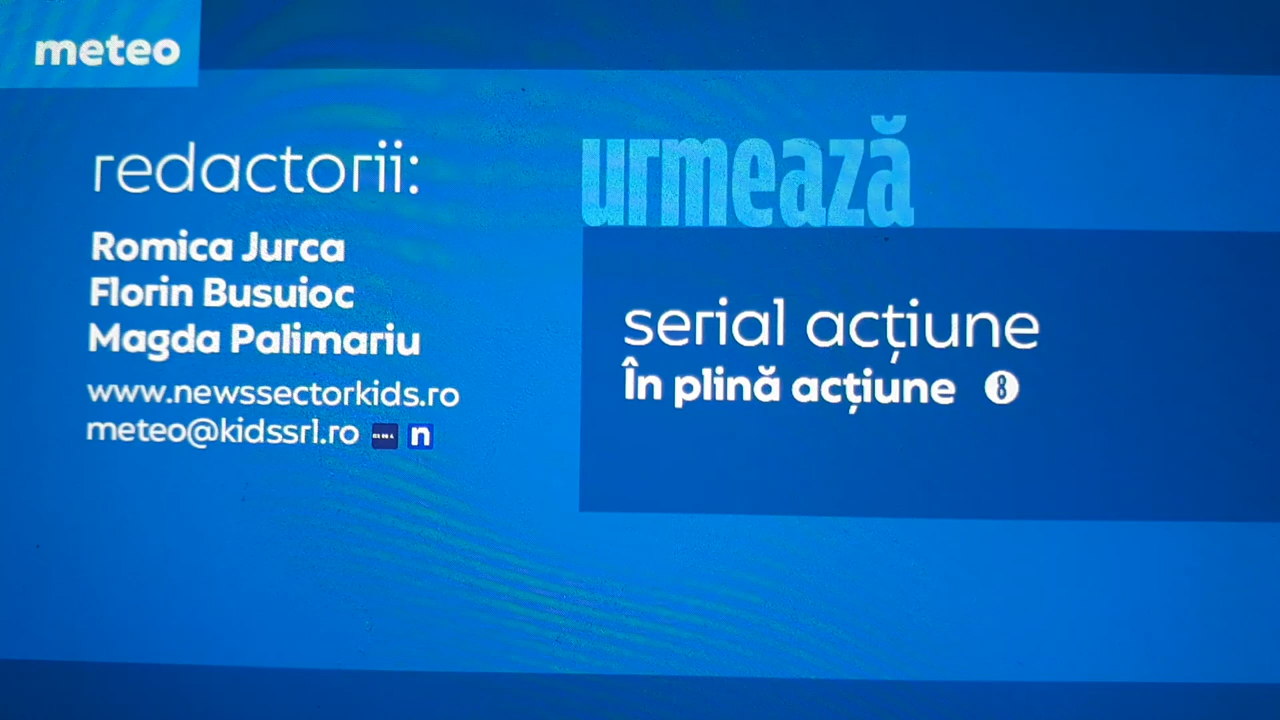 meteo
redactorii:
Romica Jurca
Florin Busuioc
Magda Palimariu
www.newssectorkids.ro
meteo@kidssrl.ro
n
urmează
serial acțiune
În plină acțiune 8